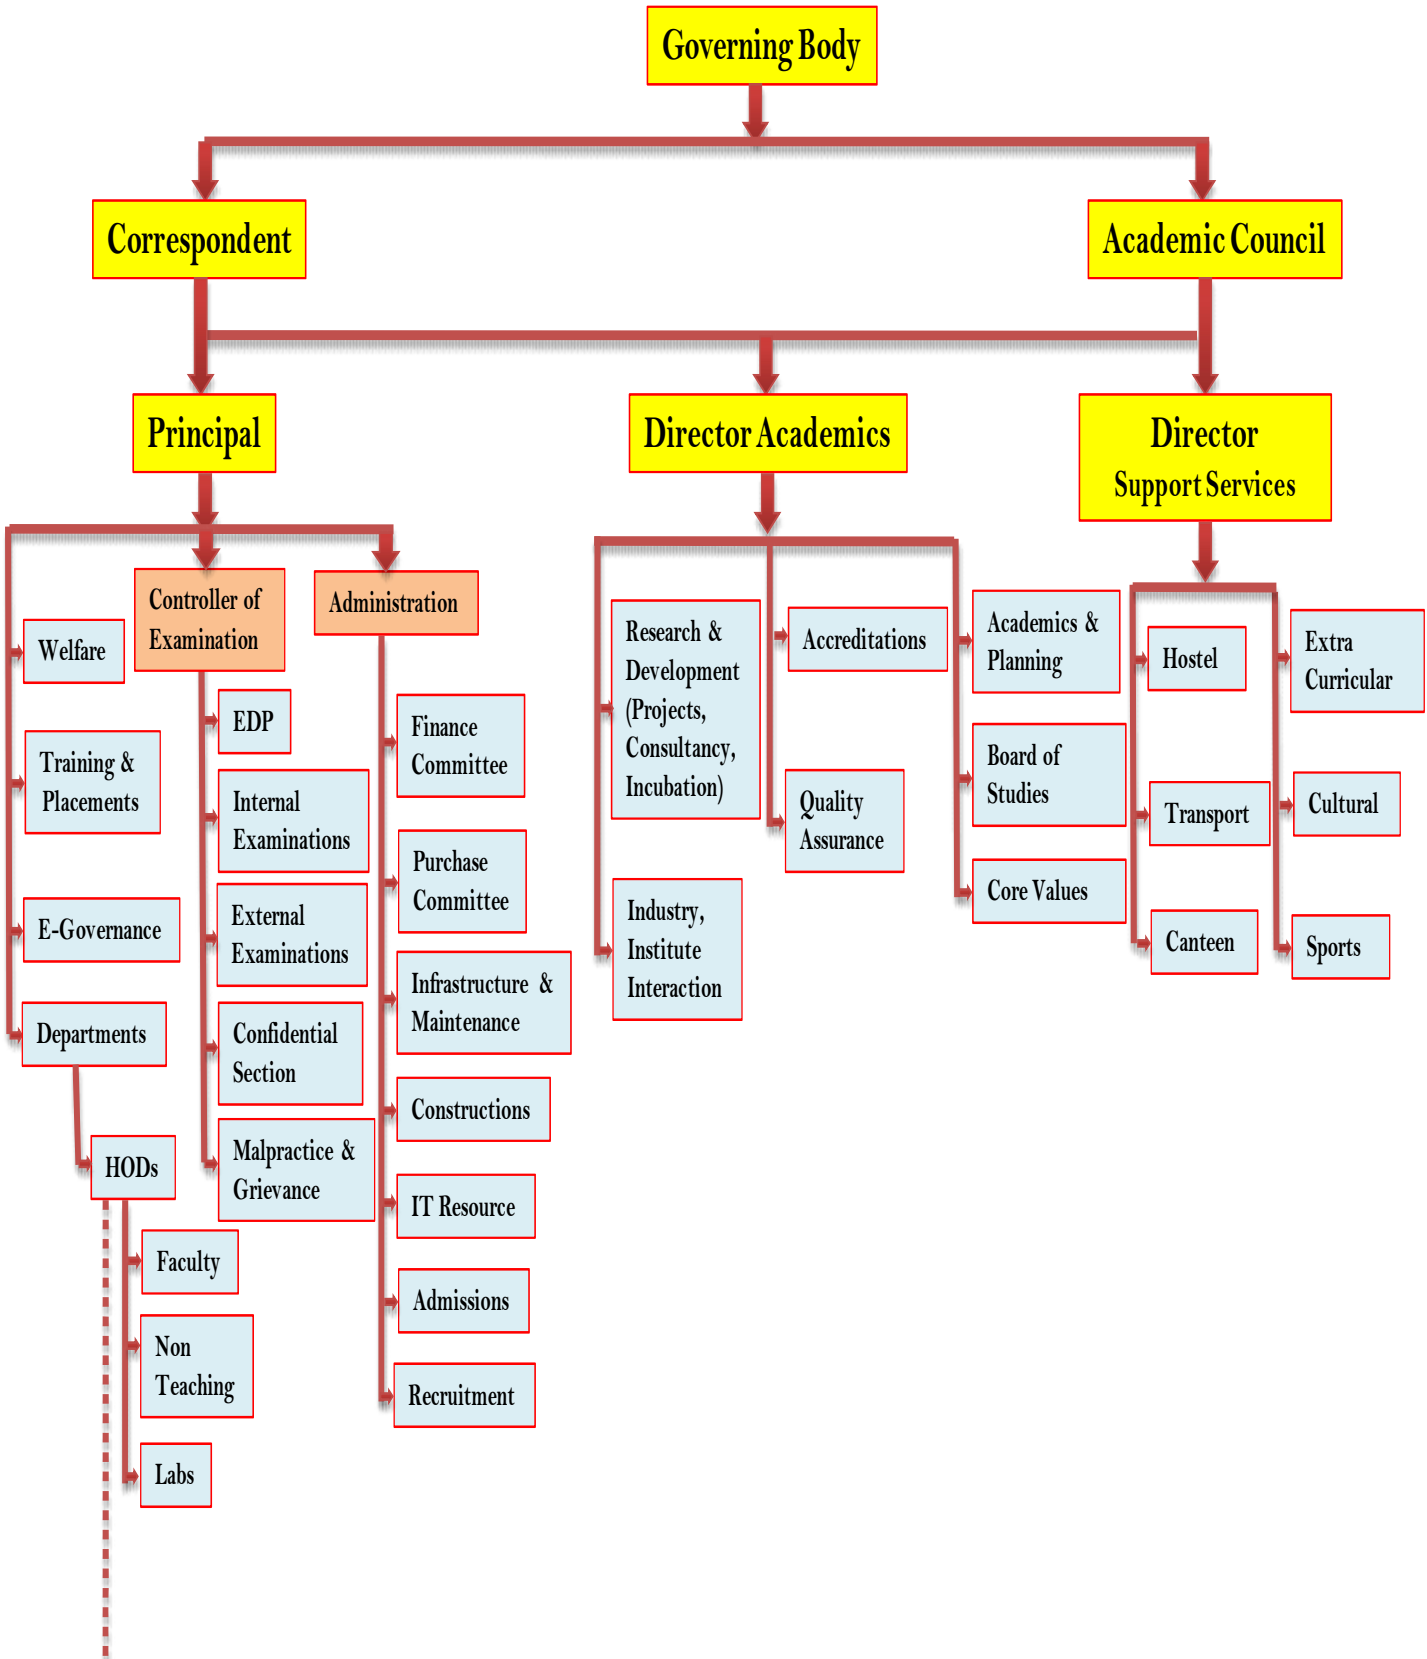 Governing Body
Correspondent
Academic Council
Principal
Director Academics
Director
Support Services
Controller of
Examination
Administration
Welfare
Training &
Placements
E-Governance
Departments
HODs
Faculty
Non
Teaching
Labs
EDP
Internal
Examinations
External
Examinations
Confidential
Section
Malpractice &
Grievance
Finance
Committee
Purchase
Committee
Infrastructure &
Maintenance
Constructions
IT Resource
Admissions
Recruitment
Research &
Development
(Projects,
Consultancy,
Incubation)
Industry,
Institute
Interaction
Accreditations
Quality
Assurance
Academics &
Planning
Board of
Studies
Core Values
Hostel
Transport
Canteen
Extra
Curricular
Cultural
Sports